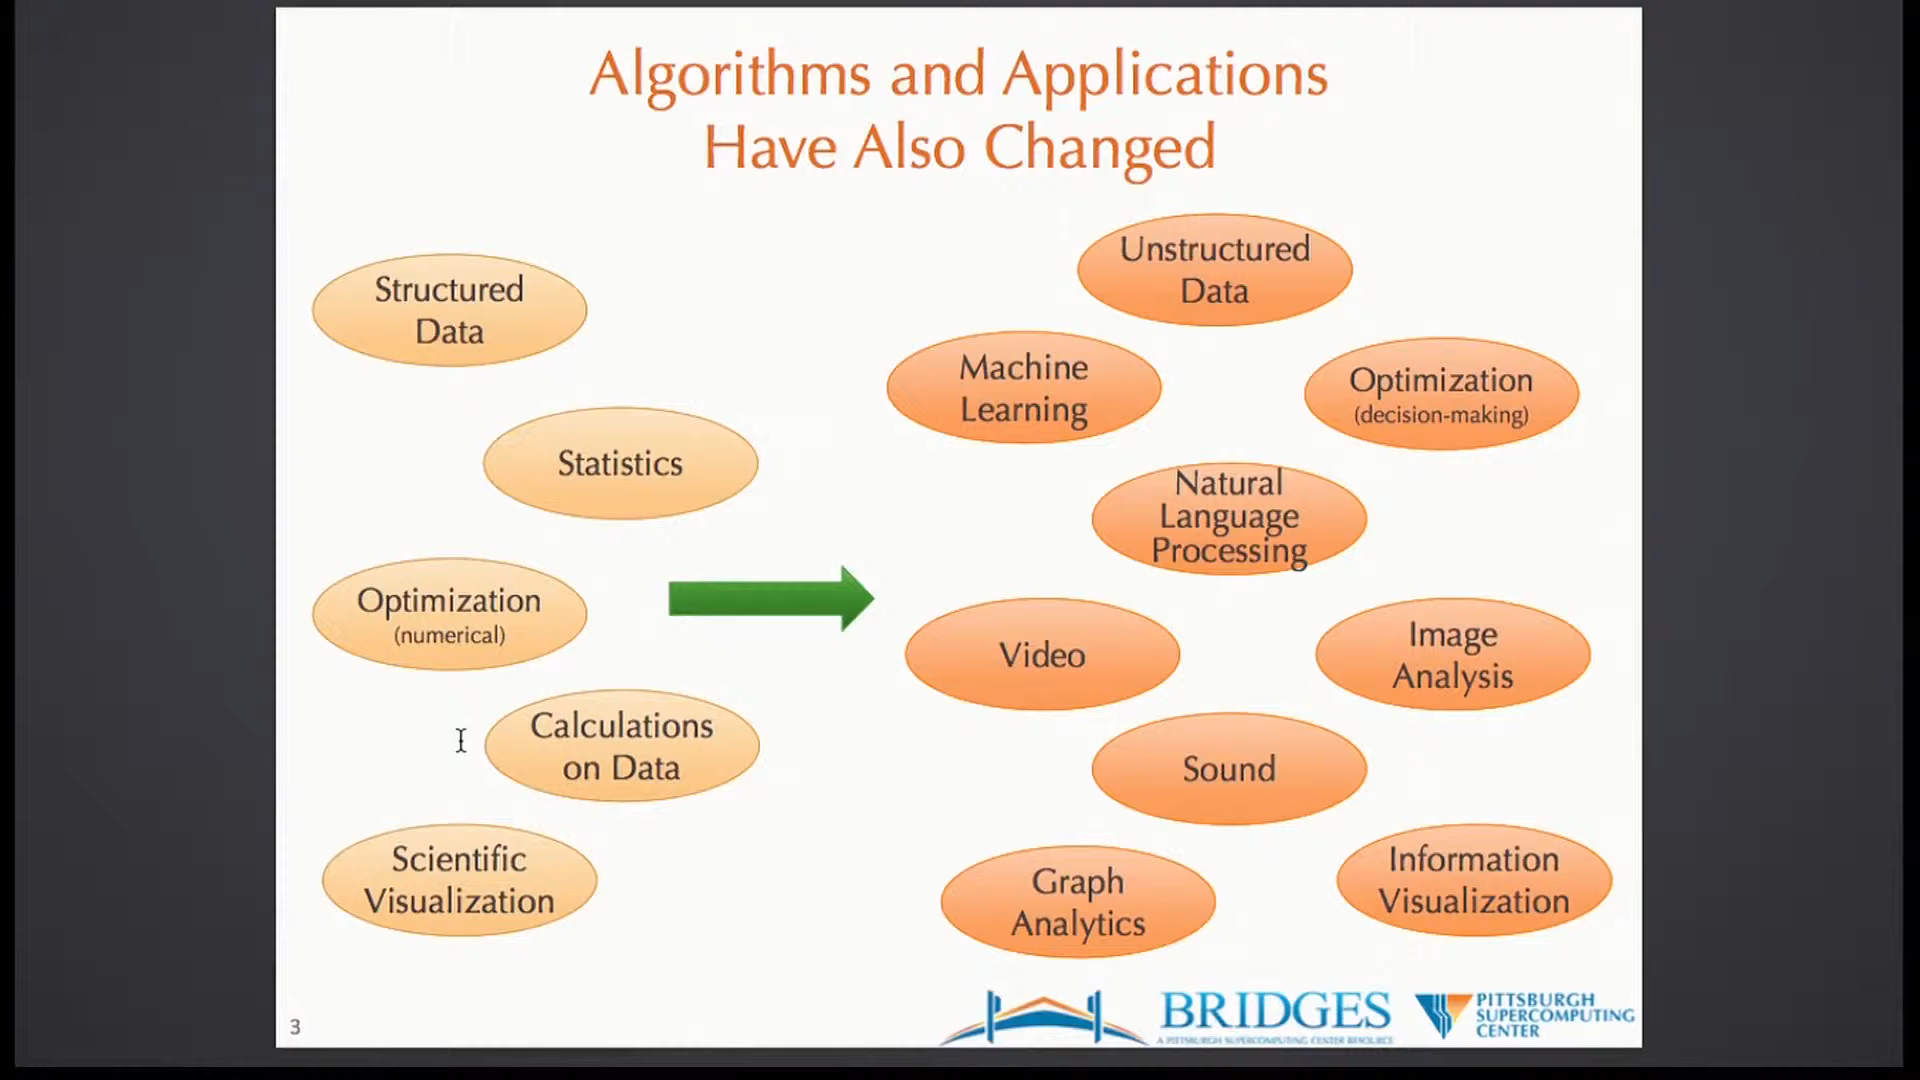 Algorithms and Applications
Have Also Changed
Structured
Data
Statistics
Optimization
(numerical)
Calculations
on Data
Scientific
Visualization
Unstructured
Data
Machine
Learning
Optimization
(decision-making)
Natural
Language
Processing
Video
Image
Analysis
Sound
Graph
Analytics
Information
Visualization
3
BRIDGES
A PITTSBURGH SUPERCOMPUTING CENTER RESOURCE
PITTSBURGH
SUPERCOMPUTING
CENTER